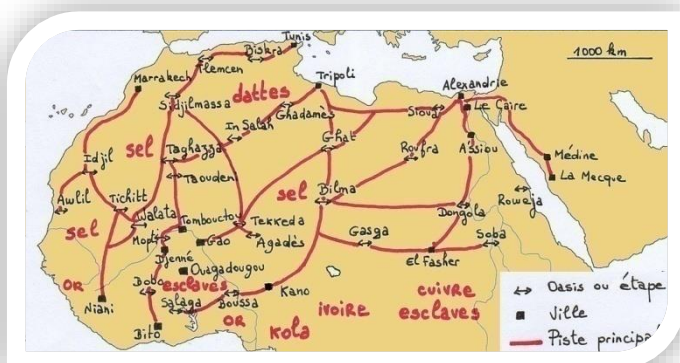 Tunis
Biskra
Tlemcen
1000 km
Marrakech
Tripoli
Alexandrie
dattes
Sidjilmassa
Le Caire
Ghadamès
Sioua
In Salah
Ghat
Assiou
sel
Taghazza
Koufra
Médine
Idjil
La Mecque
Taoudeni
sel
Bilma
Roweja
Awlil
Tichitt
Walata
Tombouctou
Tekkeda
Dongola
sel
Mopti
Gao
Agadès
Gasga
Soba
Djenné
El Fasher
Ouagadougou
OR
Bobo
esclaves
Kano
cuivre
Oasis ou étape
Niani
Salaga
Boussa
ivoire
esclaves
Ville
OR
Kola
Bito
Piste principa